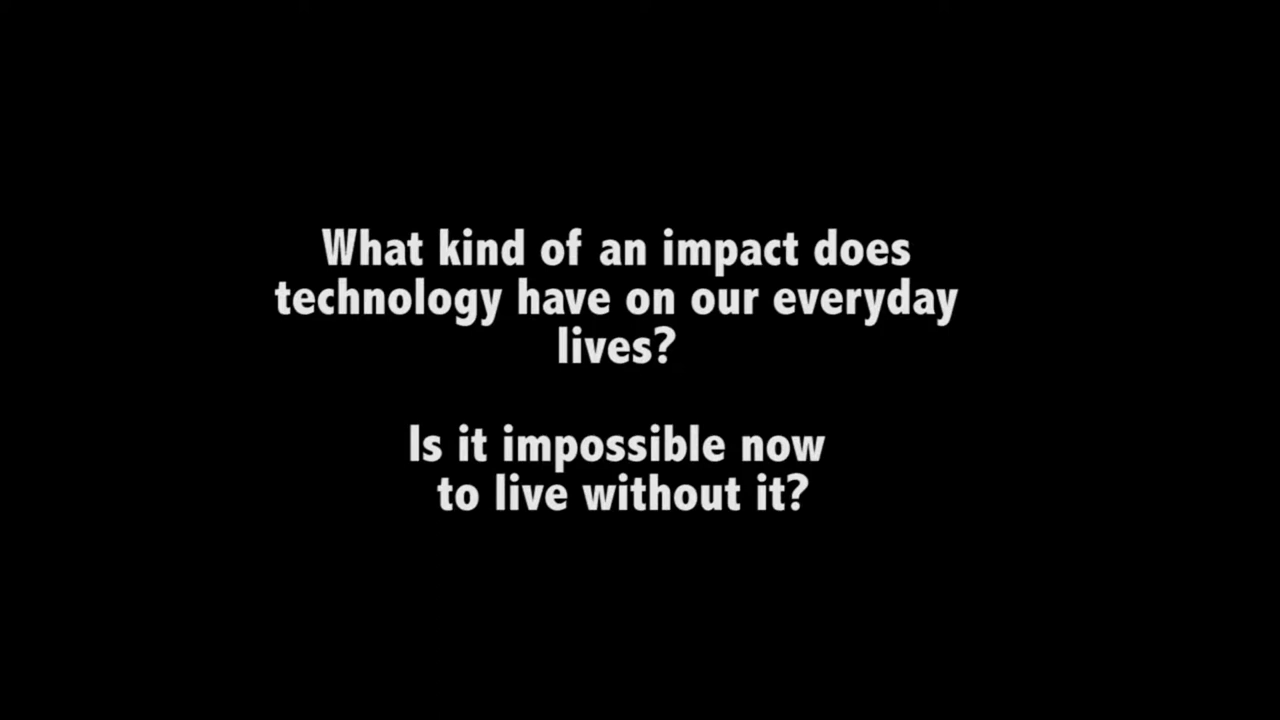 What kind of an impact does
technology have on our everyday
lives?
Is it impossible now
to live without it?